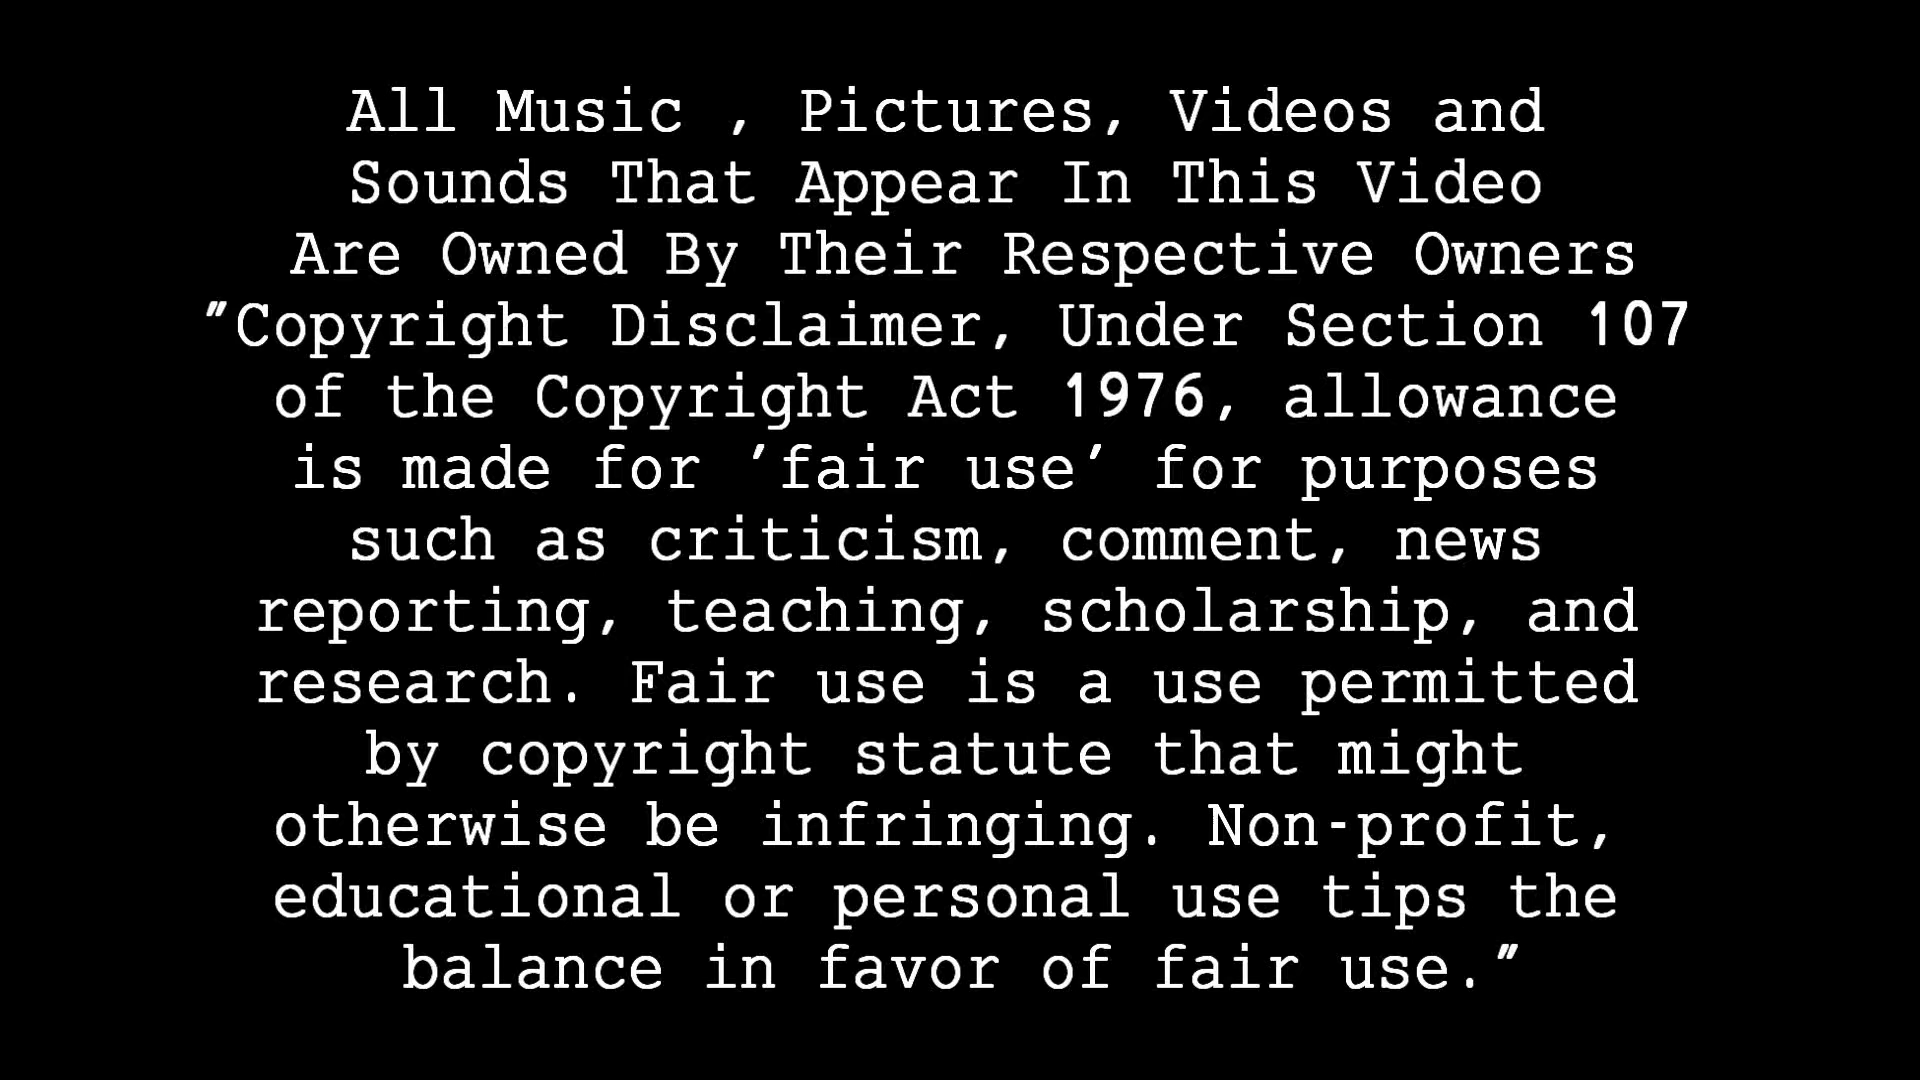 All Music , Pictures, Videos and
Sounds That Appear In This Video
Are Owned By Their Respective Owners
"Copyright Disclaimer, Under Section 107
of the Copyright Act 1976, allowance
is made for 'fair use' for purposes
such as criticism, comment, news
reporting, teaching, scholarship, and
research. Fair use is a use permitted
by copyright statute that might
otherwise be infringing. Non-profit,
educational or personal use tips the
balance in favor of fair use."